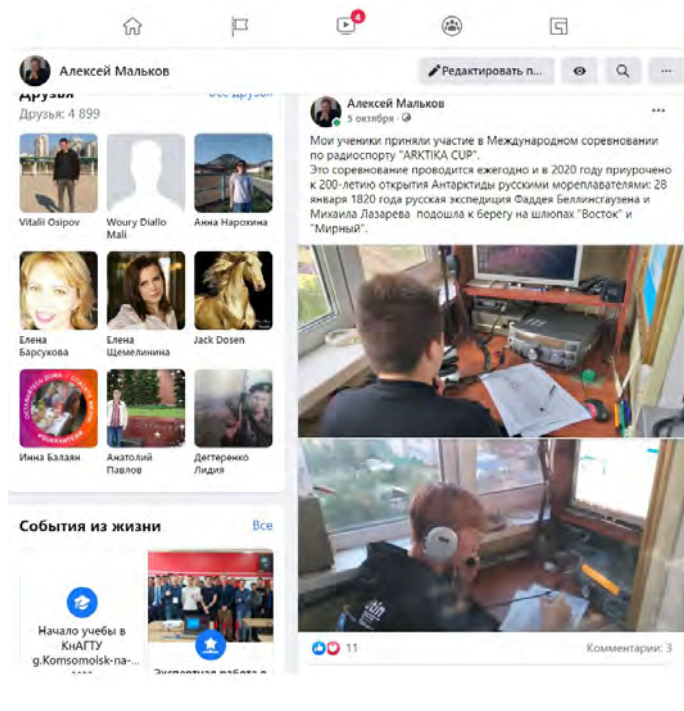 4
Алексей Мальков
Редактировать п...
Друзья
Все друзья
Друзья: 4 899
Vitalii Osipov
Woury Diallo
Mali
Анна Нарохина
Елена
Барсукова
Елена
Щемелинина
Jack Dosen
Инна Балаян
Анатолий
Павлов
Дегтеренко
Лидия
События из жизни
Все
Начало учебы в
КнАГТУ
g.Komsomolsk-na-...
Экспертная работа в
Алексей Мальков
5 октября
Мои ученики приняли участие в Международном соревновании
по радиоспорту "ARKTIKA CUP".
Это соревнование проводится ежегодно и в 2020 году приурочено
к 200-летию открытия Антарктиды русскими мореплавателями: 28
января 1820 года русская экспедиция Фаддея Беллинсгаузена и
Михаила Лазарева подошла к берегу на шлюпах "Восток" и
"Мирный".
11
Комментарии: 3